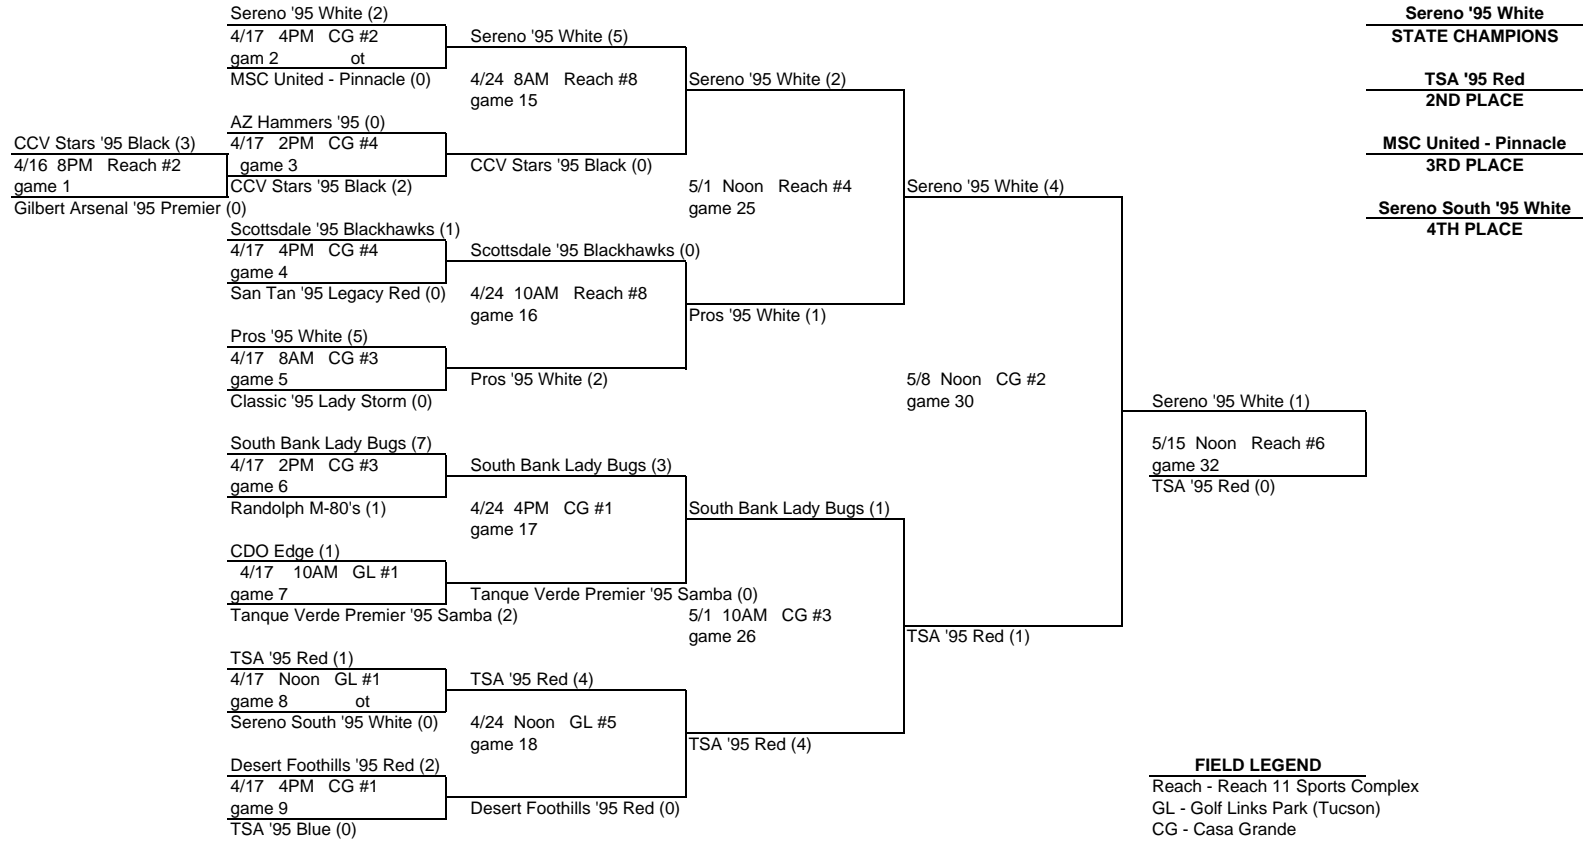 Sereno '95 White (2)
4/17 4PM CG #2
gam 2 ot
MSC United - Pinnacle (0)
AZ Hammers '95 (0)
4/17 2PM CG #4
game 3
CCV Stars '95 Black (2)
CCV Stars '95 Black (3)
4/16 8PM Reach #2
game 1
Gilbert Arsenal '95 Premier (0)
Scottsdale '95 Blackhawks (1)
4/17 4PM CG #4
game 4
San Tan '95 Legacy Red (0)
Pros '95 White (5)
4/17 8AM CG #3
game 5
Classic '95 Lady Storm (0)
South Bank Lady Bugs (7)
4/17 2PM CG #3
game 6
Randolph M-80's (1)
CDO Edge (1)
4/17 10AM GL #1
game 7
Tanque Verde Premier '95 Samba (2)
TSA '95 Red (1)
4/17 Noon GL #1
game 8 ot
Sereno South '95 White (0)
Desert Foothills '95 Red (2)
4/17 4PM CG #1
game 9
TSA '95 Blue (0)
Sereno '95 White (5)
4/24 8AM Reach #8
game 15
CCV Stars '95 Black (0)
Scottsdale '95 Blackhawks (0)
4/24 10AM Reach #8
game 16
Pros '95 White (2)
South Bank Lady Bugs (3)
4/24 4PM CG #1
game 17
Tanque Verde Premier '95 Samba (0)
TSA '95 Red (4)
4/24 Noon GL #5
game 18
Desert Foothills '95 Red (0)
Sereno '95 White (2)
5/1 Noon Reach #4
game 25
Pros '95 White (1)
South Bank Lady Bugs (1)
5/1 10AM CG #3
game 26
TSA '95 Red (4)
Sereno '95 White (4)
5/8 Noon CG #2
game 30
TSA '95 Red (1)
Sereno '95 White (1)
5/15 Noon Reach #6
game 32
TSA '95 Red (0)
Sereno '95 White
STATE CHAMPIONS
TSA '95 Red
2ND PLACE
MSC United - Pinnacle
3RD PLACE
Sereno South '95 White
4TH PLACE
FIELD LEGEND
Reach - Reach 11 Sports Complex
GL - Golf Links Park (Tucson)
CG - Casa Grande